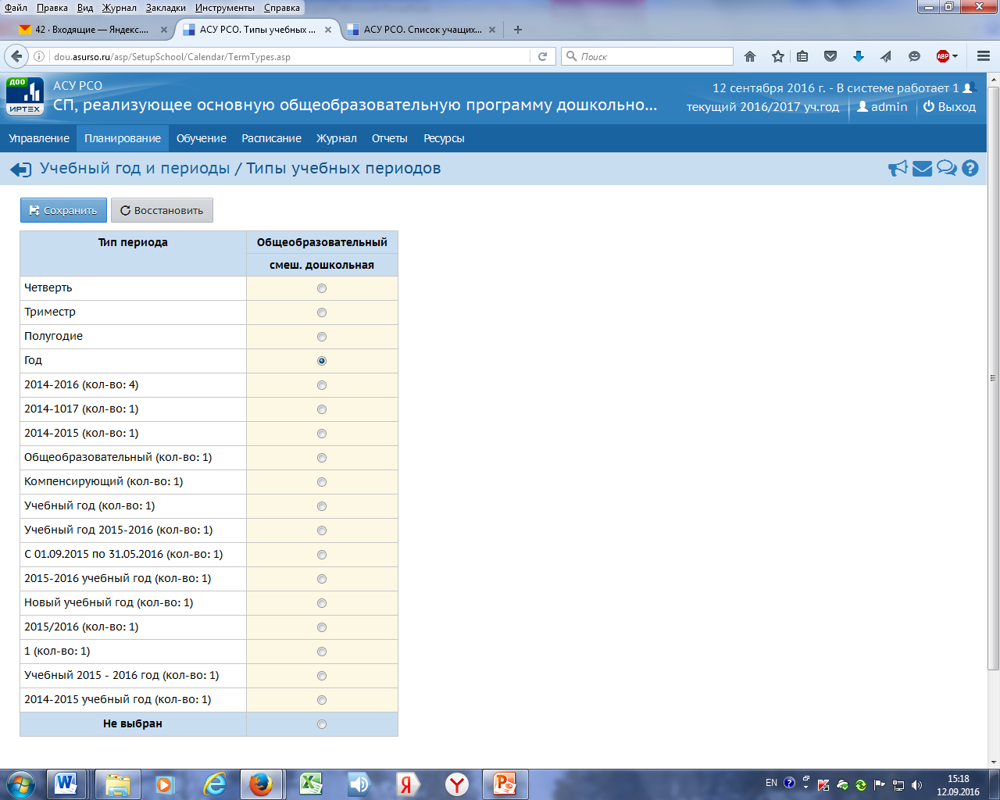 Файл Правка Вид Журнал Закладки Инструменты Справка
42 · Входящие — Яндекс.... АСУ РСО. Типы учебных ... АСУ РСО. Список учащих...
dou.asurso.ru/asp/SetupSchool/Calendar/TermTypes.asp Поиск ABP
ДОО ИРТЕХ
АСУ РСО
СП, реализующее основную общеобразовательную программу дошкольно...
12 сентября 2016 г. - В системе работает 1
текущий 2016/2017 уч.год admin Выход
Управление Планирование Обучение Расписание Журнал Отчеты Ресурсы
Учебный год и периоды / Типы учебных периодов
Сохранить Восстановить
Тип периода Общеобразовательный
смеш. дошкольная
Четверть
Триместр
Полугодие
Год
2014-2016 (кол-во: 4)
2014-1017 (кол-во: 1)
2014-2015 (кол-во: 1)
Общеобразовательный (кол-во: 1)
Компенсирующий (кол-во: 1)
Учебный год (кол-во: 1)
Учебный год 2015-2016 (кол-во: 1)
С 01.09.2015 по 31.05.2016 (кол-во: 1)
2015-2016 учебный год (кол-во: 1)
Новый учебный год (кол-во: 1)
2015/2016 (кол-во: 1)
1 (кол-во: 1)
Учебный 2015 - 2016 год (кол-во: 1)
2014-2015 учебный год (кол-во: 1)
Не выбран
EN 15:18
12.09.2016